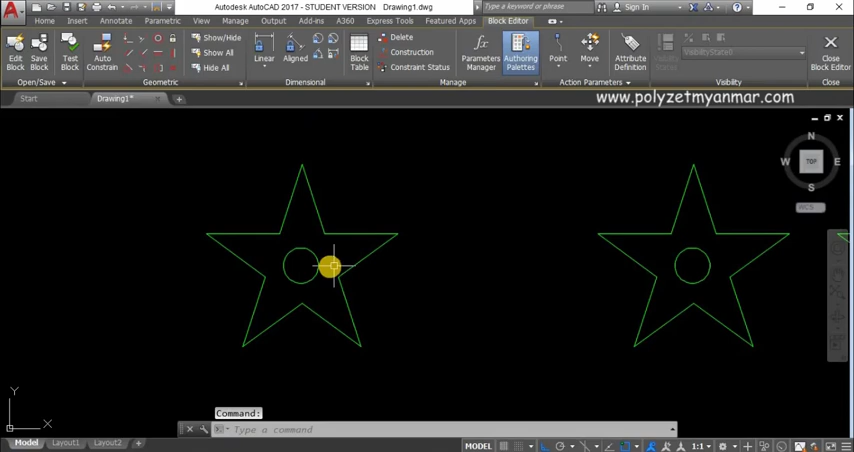 Autodesk AutoCAD 2017 - STUDENT VERSION Drawing1.dwg
Type a keyword or phrase
Sign In
Home Insert Annotate Parametric View Manage Output Add-ins A360 Express Tools Featured Apps Block Editor
Edit Block
Save Block
Test Block
Auto Constrain
Show/Hide
Show All
Hide All
Linear
Aligned
Block Table
Delete
Construction
Constraint Status
Parameters Manager
Authoring Palettes
Point
Move
Attribute Definition
Visibility States
VisibilityState0
Close Block Editor
Open/Save
Geometric
Dimensional
Manage
Action Parameters
Visibility
Close
Start
Drawing1*
www.polyzetmyanmar.com
N
W
TOP
E
S
WCS
Y
X
Command:
Type a command
Model Layout1 Layout2
MODEL
1:1